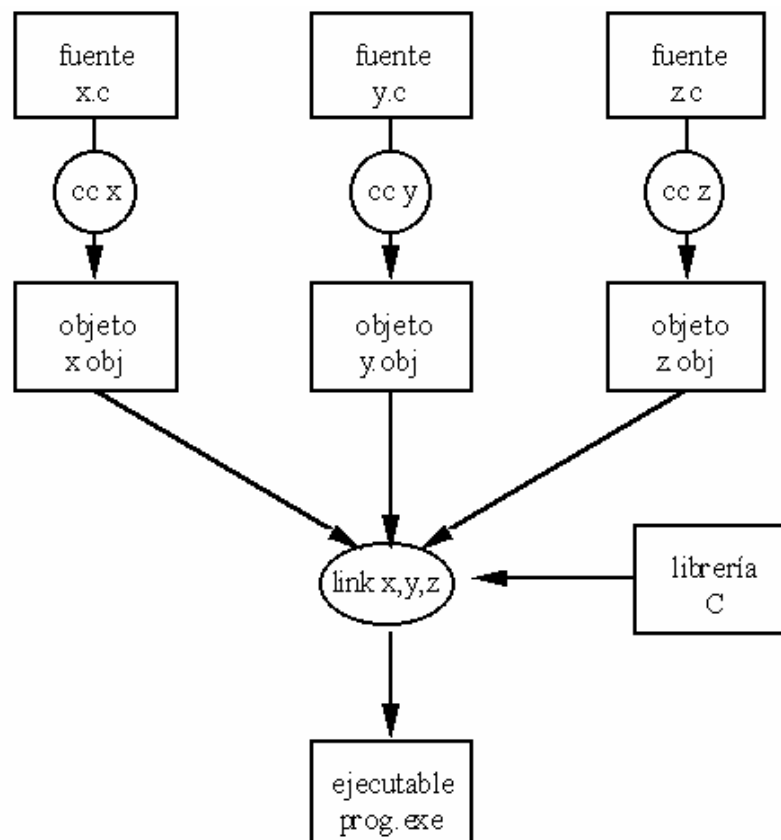 fuente
x.c
fuente
y.c
fuente
z.c
cc x
cc y
cc z
objeto
x obj
objeto
y.obj
objeto
z obj
link x,y,z
librería
C
ejecutable
prog.exe